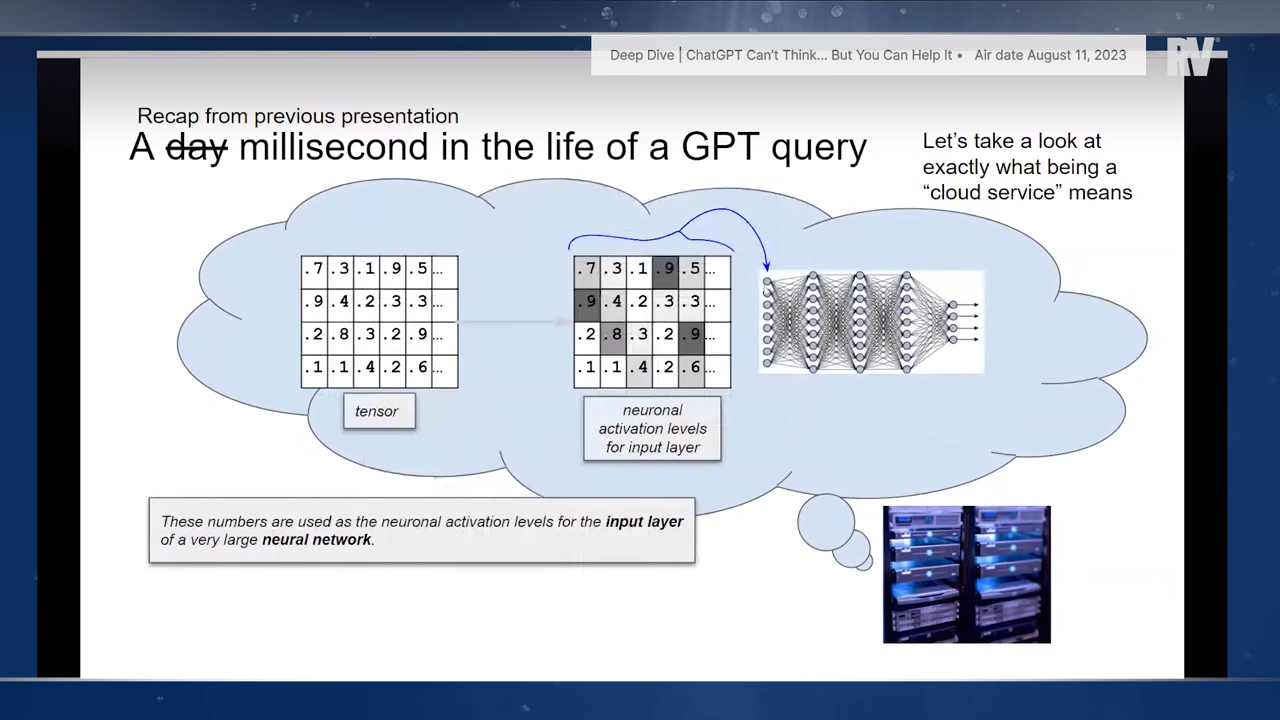 Deep Dive | ChatGPT Can't Think... But You Can Help It • Air date August 11, 2023
RV
Recap from previous presentation
A day millisecond in the life of a GPT query
Let's take a look at
exactly what being a
“cloud service” means
.7 .3 .1 .9 .5 ...
.9 .4 .2 .3 .3 ...
.2 .8 .3 .2 .9 ...
.1 .1 .4 .2 .6 ...
tensor
.7 .3 .1 .9 .5 ...
.9 .4 .2 .3 .3 ...
.2 .8 .3 .2 .9 ...
.1 .1 .4 .2 .6 ...
neuronal
activation levels
for input layer
These numbers are used as the neuronal activation levels for the input layer
of a very large neural network.